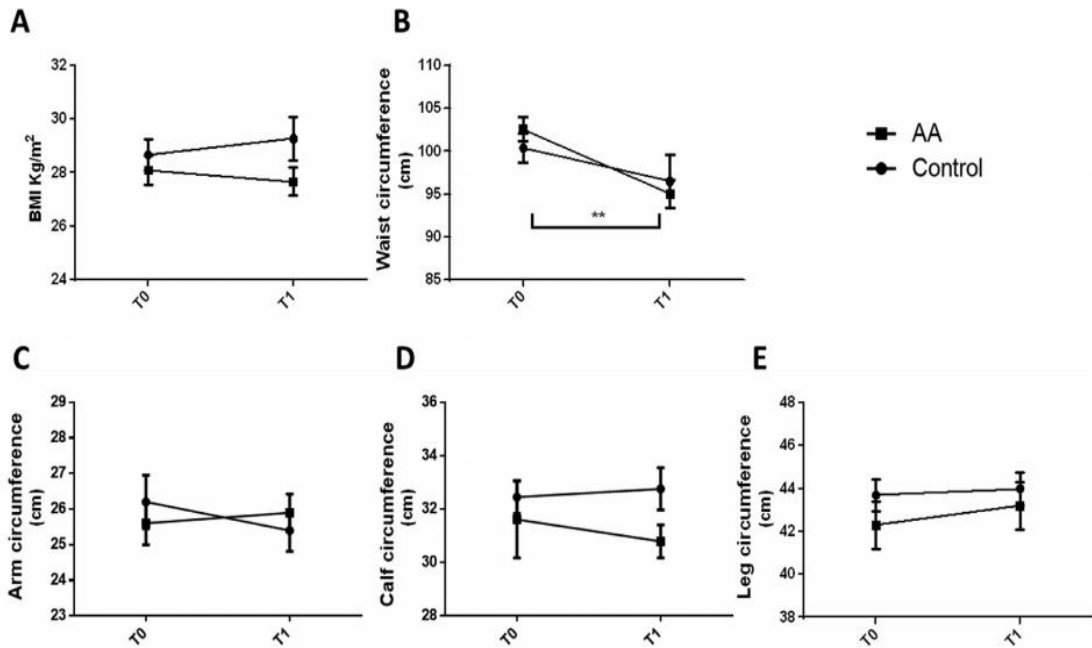 A
BMI Kg/m²
32
30
28
26
24
T0
T1
B
Waist circumference
(cm)
110
105
100
95
90
85
**
T0
T1
AA
Control
C
Arm circumference
(cm)
29
28
27
26
25
24
23
T0
T1
D
Calf circumference
(cm)
36
34
32
30
28
T0
T1
E
Leg circumference
(cm)
48
46
44
42
40
38
T0
T1